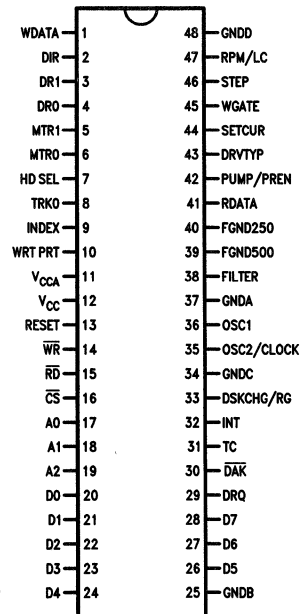 WDATA 1 48 GNDD
DIR 2 47 RPM/LC
DR1 3 46 STEP
DR0 4 45 WGATE
MTR1 5 44 SETCUR
MTR0 6 43 DRVTYP
HD SEL 7 42 PUMP/PREN
TRK0 8 41 RDATA
INDEX 9 40 FGND250
WRT PRT 10 39 FGND500
VCCA 11 38 FILTER
VCC 12 37 GNDA
RESET 13 36 OSC1
W̅R̅ 14 35 OSC2/CLOCK
R̅D̅ 15 34 GNDC
C̅S̅ 16 33 DSKCHG/RG
A0 17 32 INT
A1 18 31 TC
A2 19 30 D̅A̅K̅
D0 20 29 DRQ
D1 21 28 D7
D2 22 27 D6
D3 23 26 D5
D4 24 25 GNDB